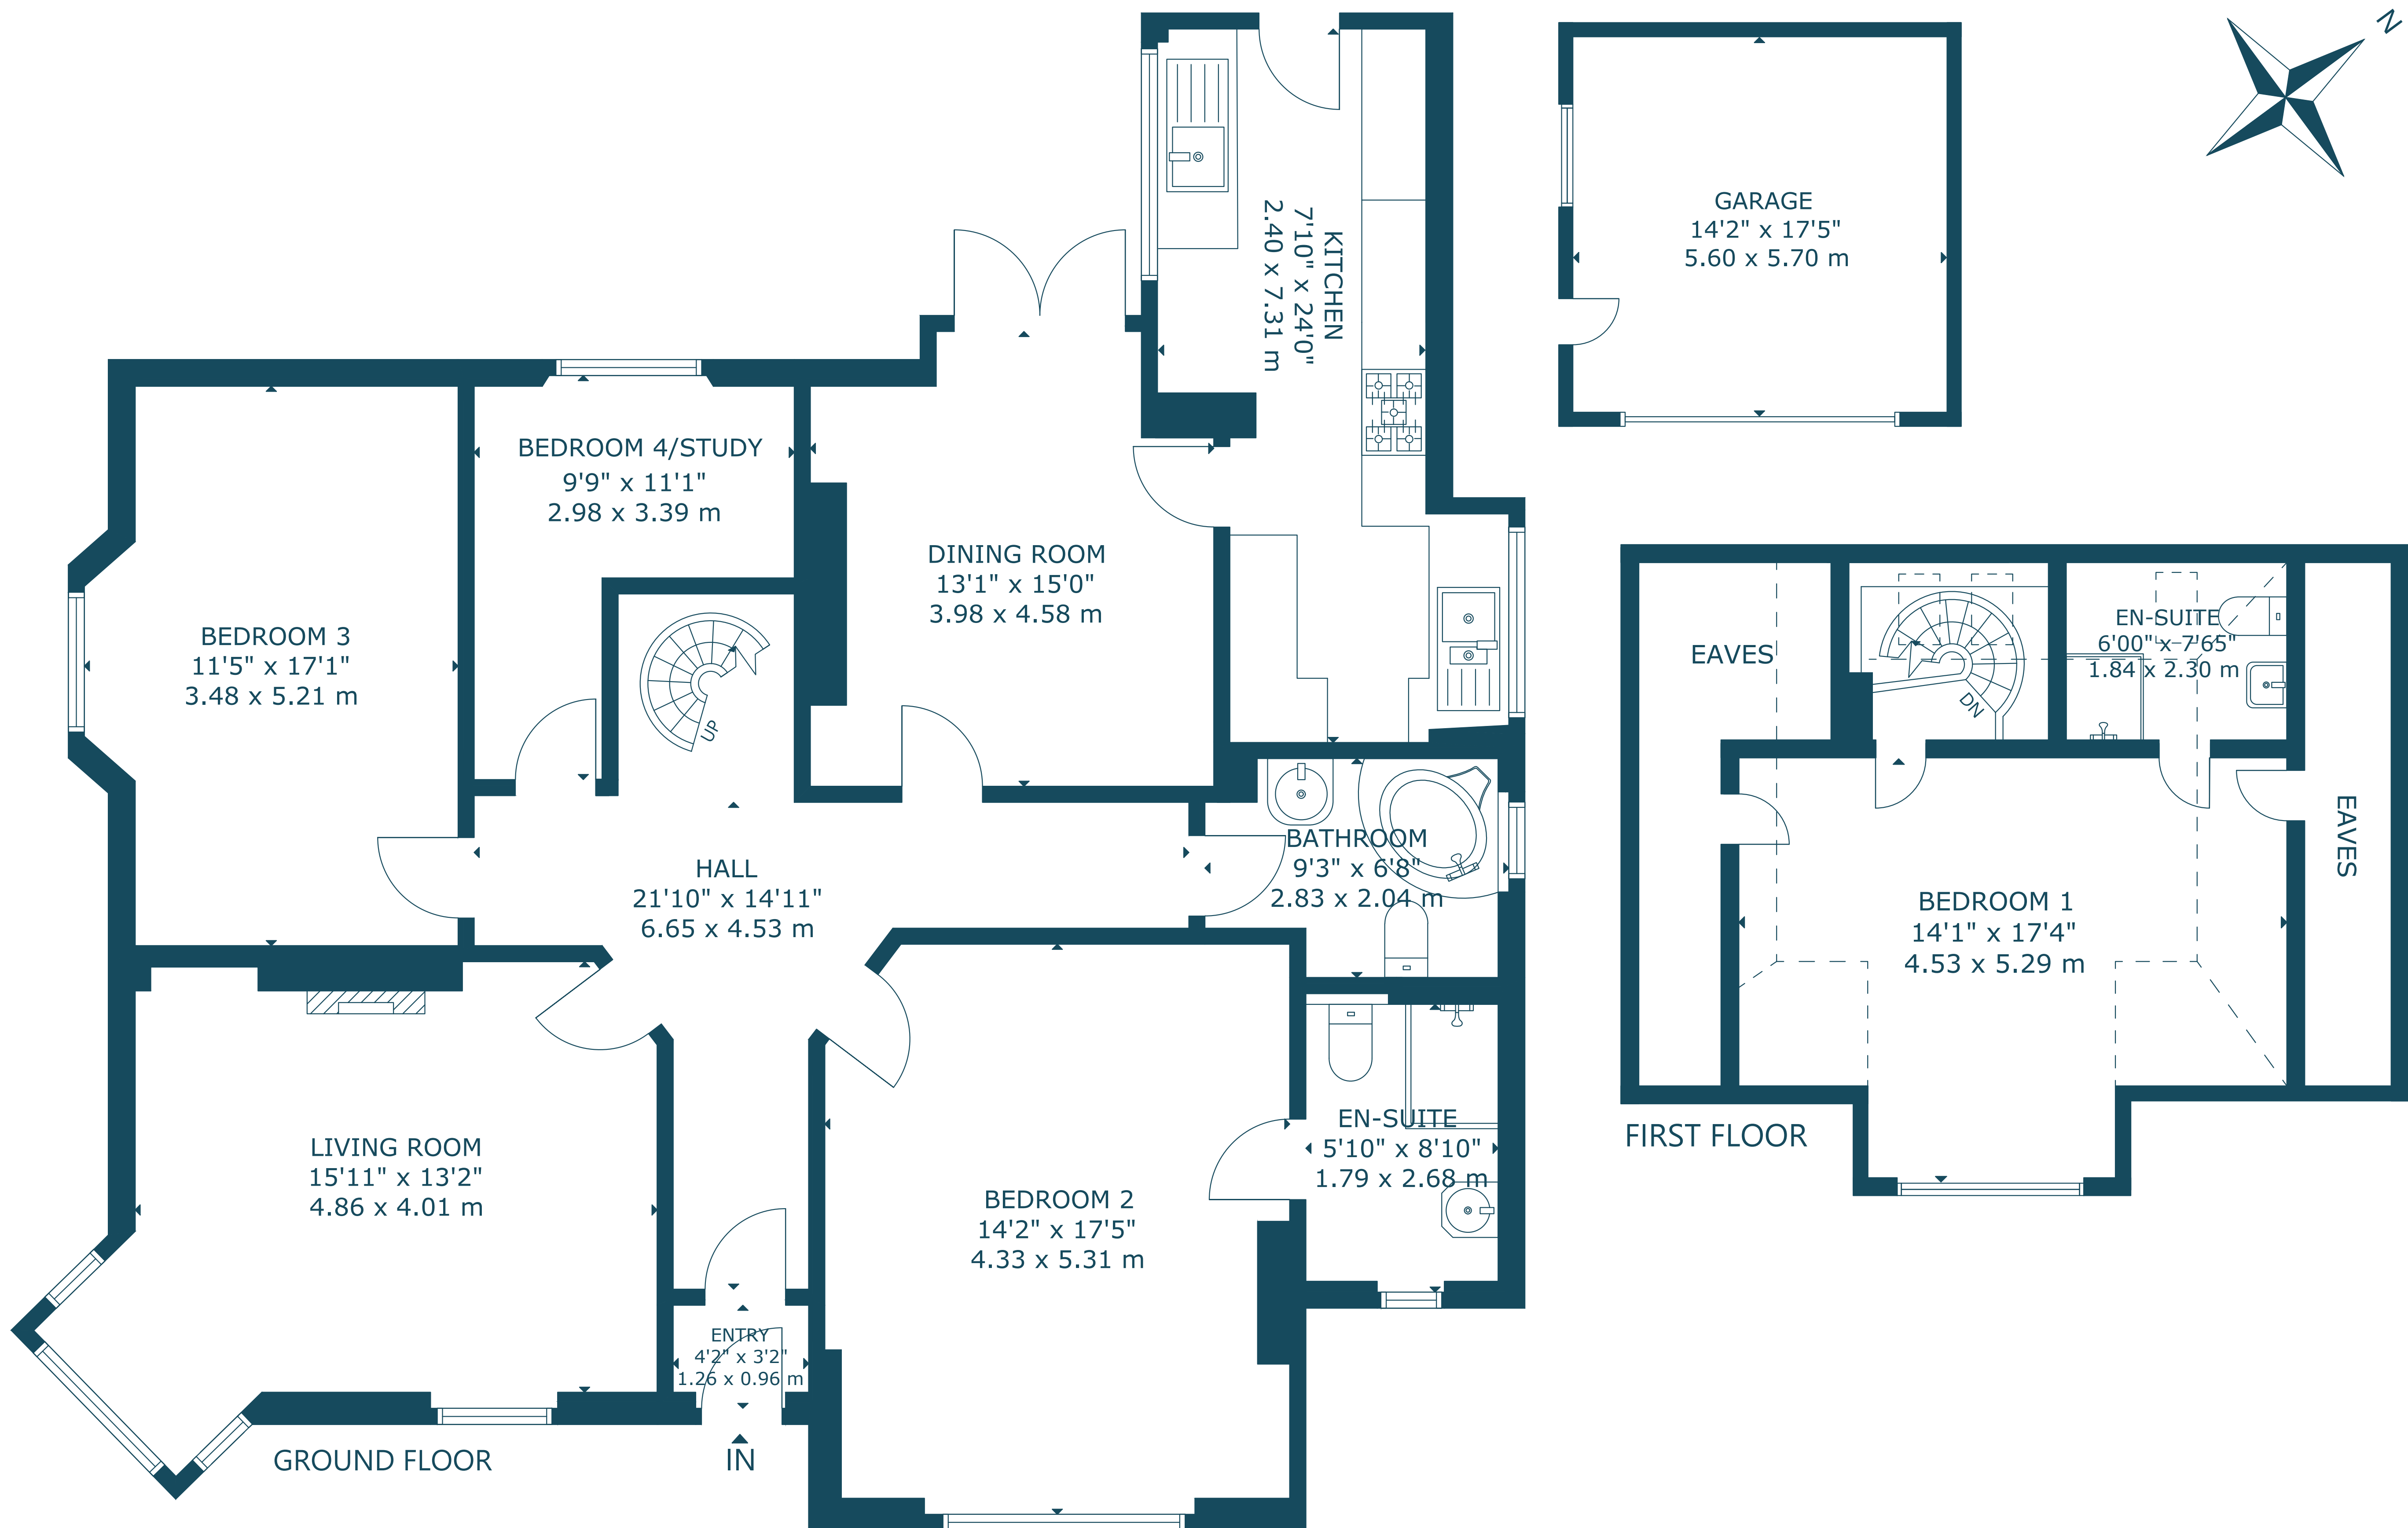 N
KITCHEN
7'10" x 24'0"
2.40 x 7.31 m
GARAGE
14'2" x 17'5"
5.60 x 5.70 m
BEDROOM 4/STUDY
9'9" x 11'1"
2.98 x 3.39 m
DINING ROOM
13'1" x 15'0"
3.98 x 4.58 m
BEDROOM 3
11'5" x 17'1"
3.48 x 5.21 m
UP
HALL
21'10" x 14'11"
6.65 x 4.53 m
BATHROOM
9'3" x 6'8"
2.83 x 2.04 m
LIVING ROOM
15'11" x 13'2"
4.86 x 4.01 m
BEDROOM 2
14'2" x 17'5"
4.33 x 5.31 m
EN-SUITE
5'10" x 8'10"
1.79 x 2.68 m
ENTRY
4'2" x 3'2"
1.26 x 0.96 m
IN
GROUND FLOOR
EAVES
DN
EN-SUITE
6'00" x 7'65"
1.84 x 2.30 m
EAVES
BEDROOM 1
14'1" x 17'4"
4.53 x 5.29 m
FIRST FLOOR